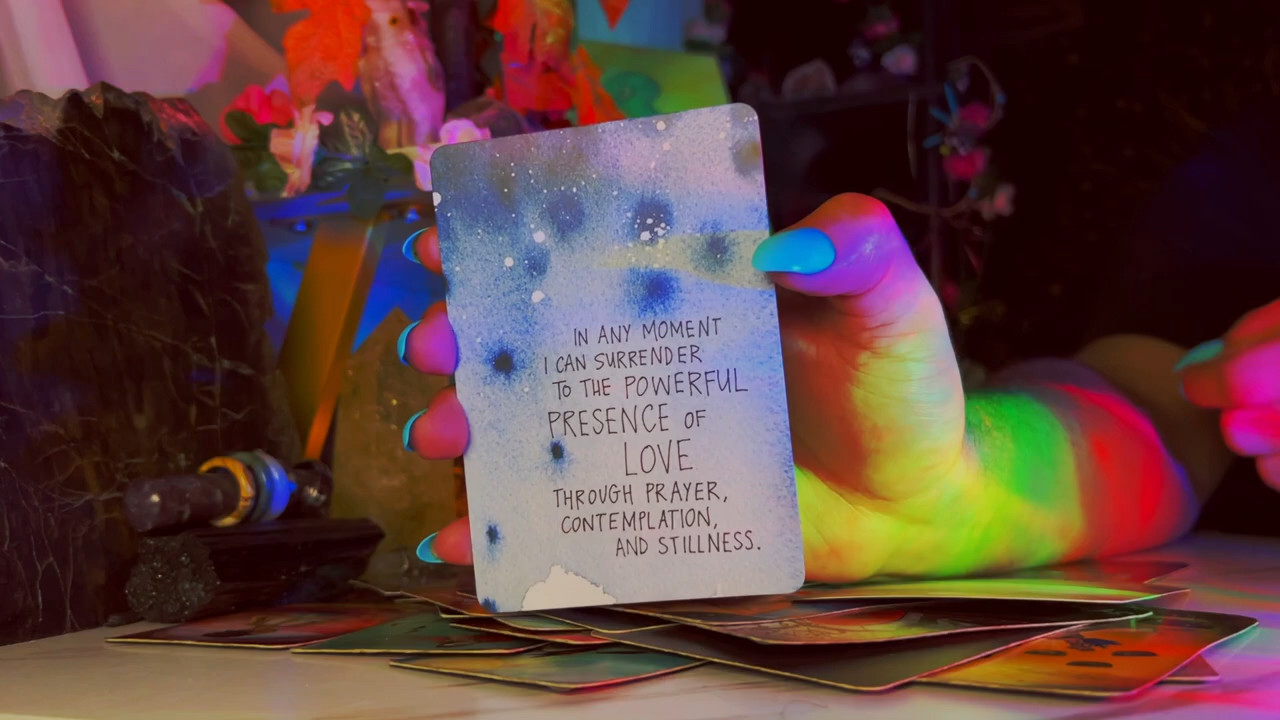 IN ANY MOMENT
I CAN SURRENDER
TO THE POWERFUL
PRESENCE OF
LOVE
THROUGH PRAYER,
CONTEMPLATION,
AND STILLNESS.